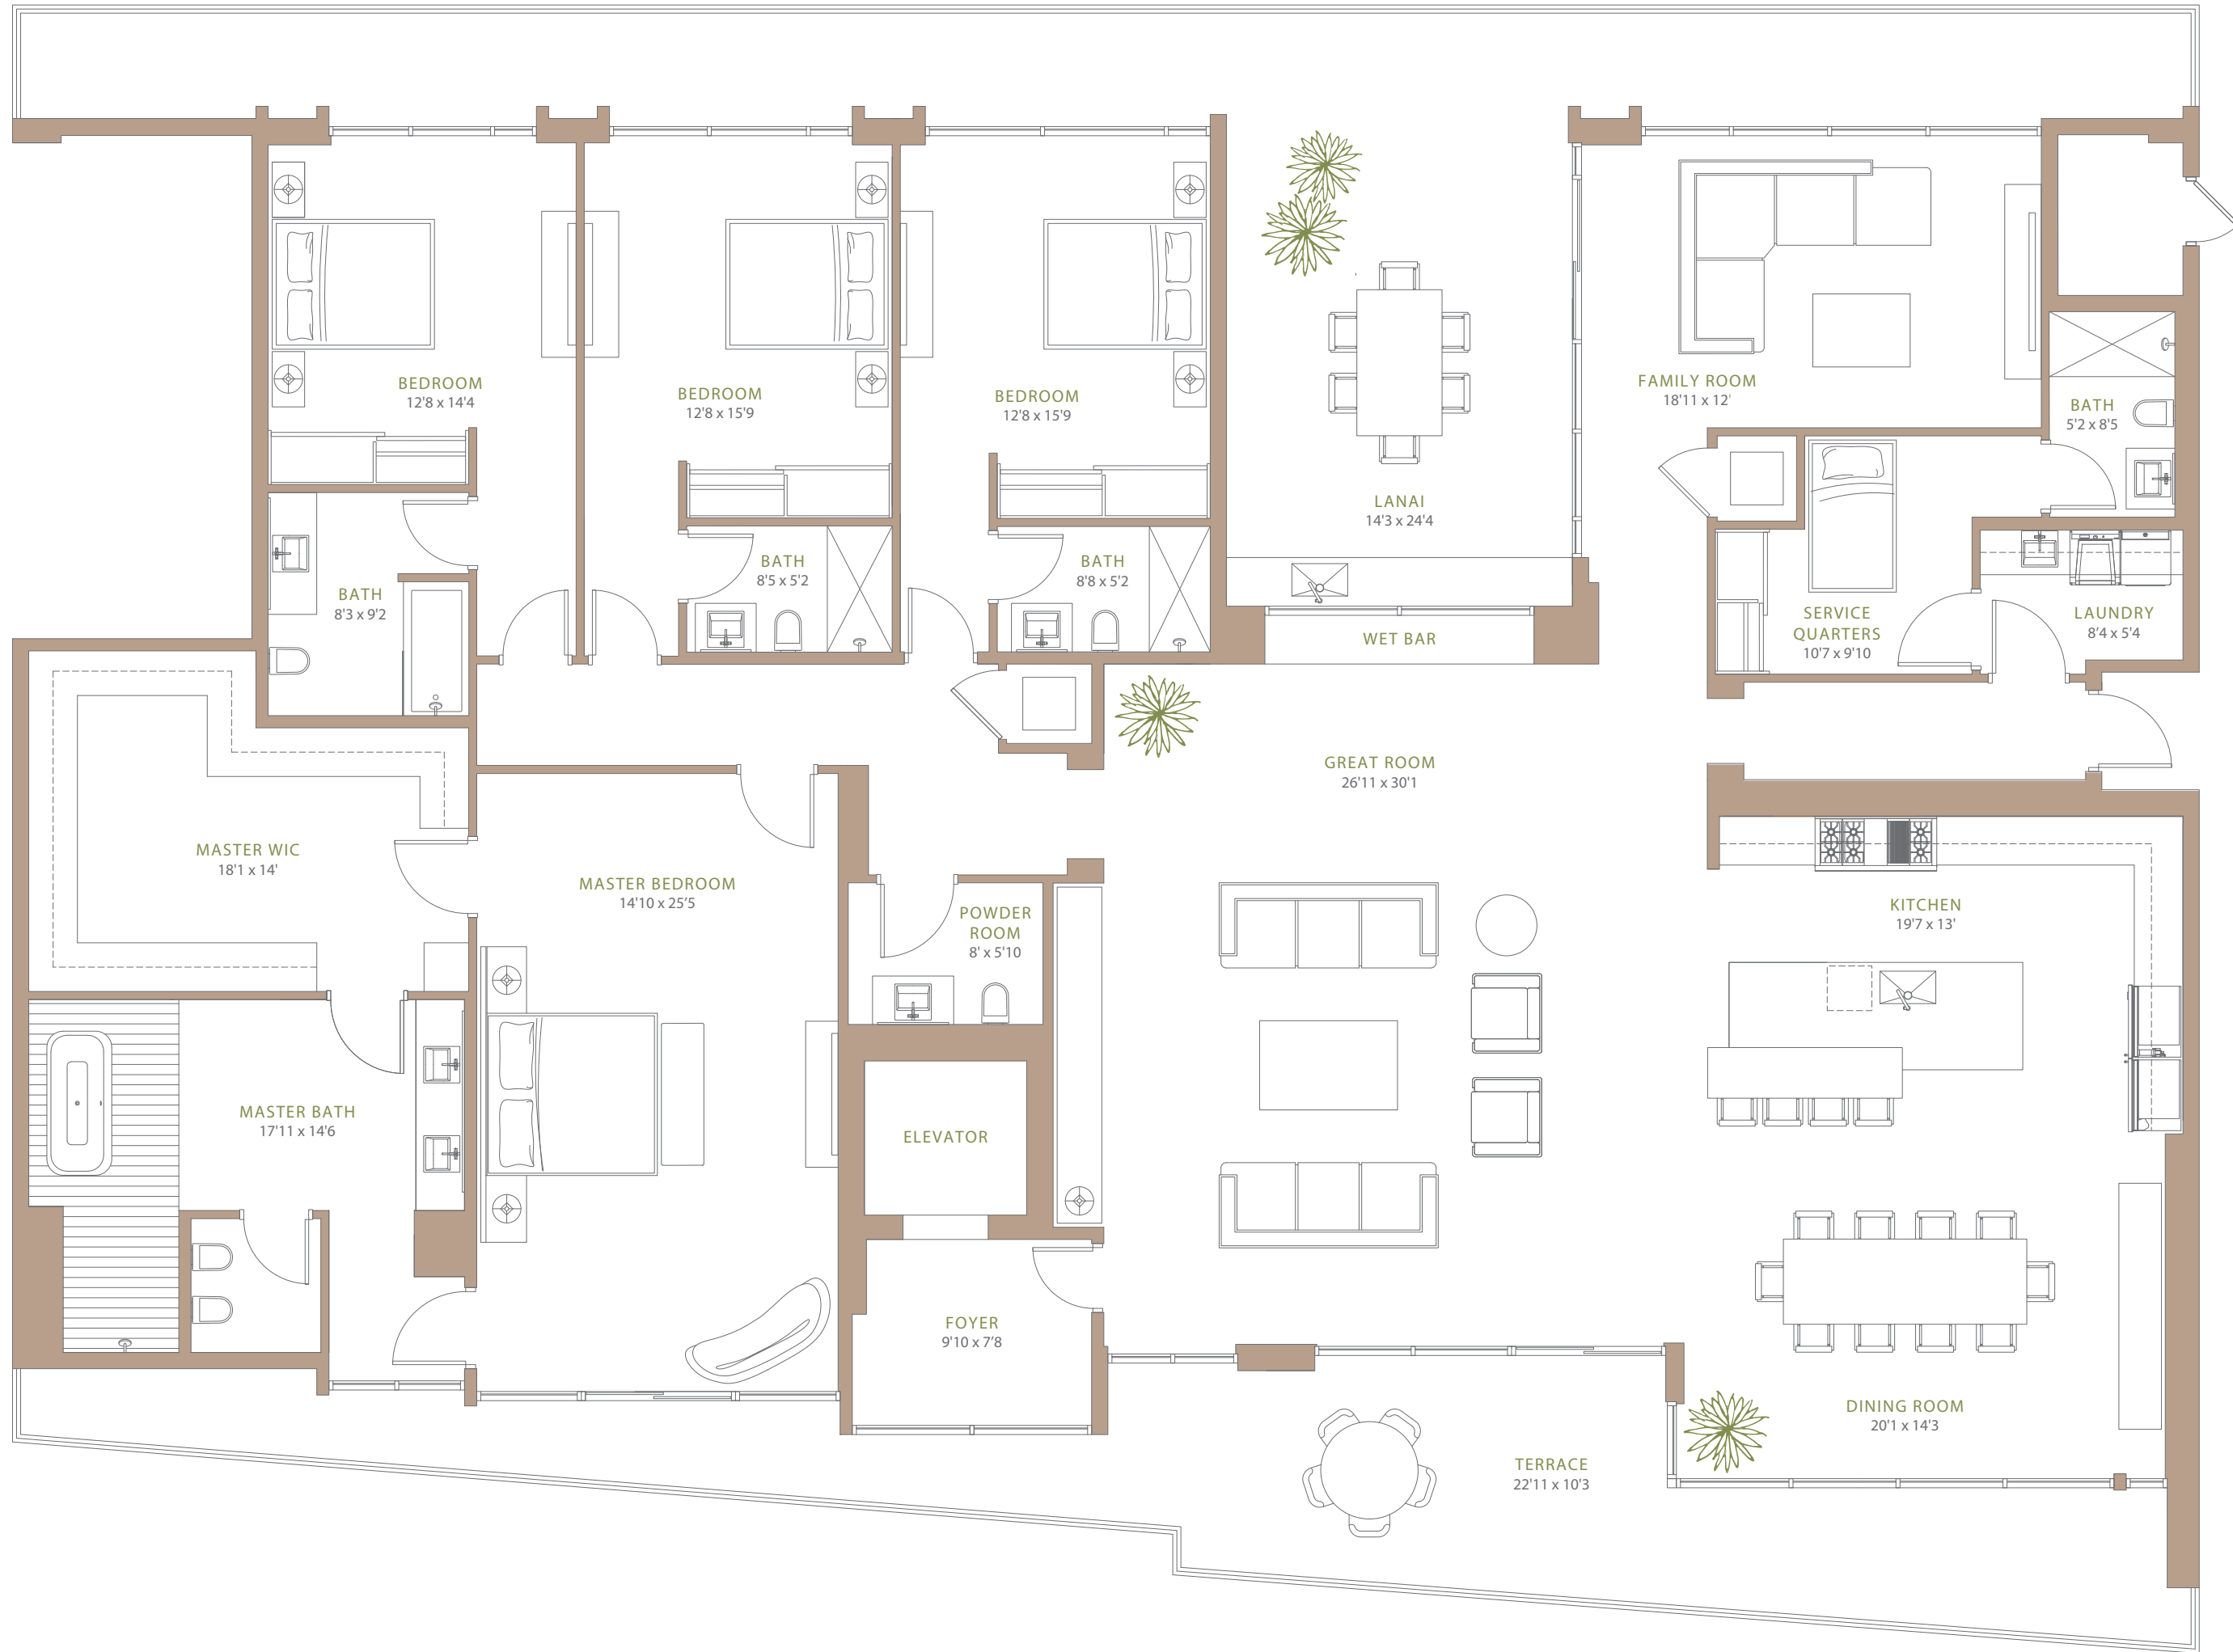 BEDROOM
12'8 x 14'4
BEDROOM
12'8 x 15'9
BEDROOM
12'8 x 15'9
FAMILY ROOM
18'11 x 12'
BATH
5'2 x 8'5
LANAI
14'3 x 24'4
BATH
8'3 x 9'2
BATH
8'5 x 5'2
BATH
8'8 x 5'2
WET BAR
SERVICE
QUARTERS
10'7 x 9'10
LAUNDRY
8'4 x 5'4
GREAT ROOM
26'11 x 30'1
MASTER WIC
18'1 x 14'
MASTER BEDROOM
14'10 x 25'5
POWDER
ROOM
8' x 5'10
KITCHEN
19'7 x 13'
MASTER BATH
17'11 x 14'6
ELEVATOR
FOYER
9'10 x 7'8
DINING ROOM
20'1 x 14'3
TERRACE
22'11 x 10'3